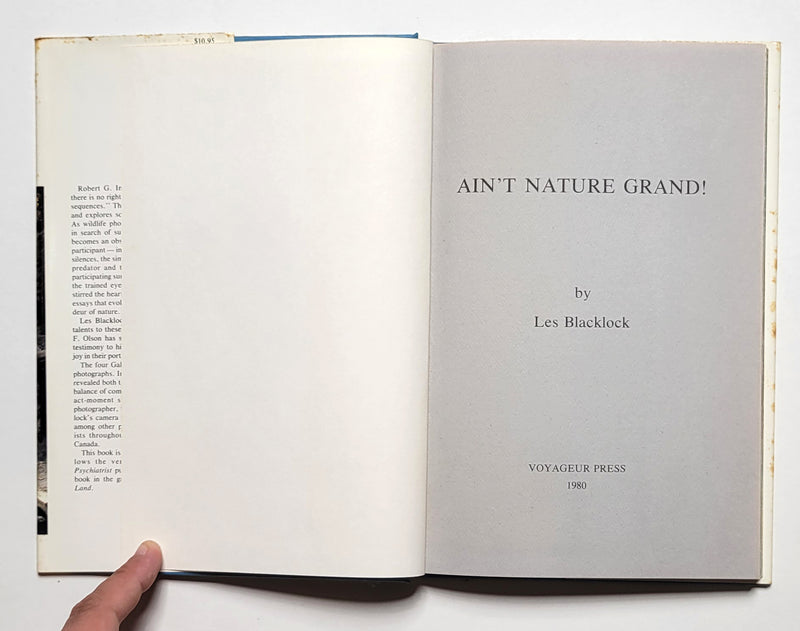 $10.95
Robert G. In
there is no right
sequences." Th
and explores sc
As wildlife pho
in search of su
becomes an obs
participant — in
silences, the sin
predator and t
participating sus
the trained eye
stirred the hear
essays that evol
deur of nature.
Les Blackloc
talents to these
F. Olson has s
testimony to hi
joy in their port
The four Gal
photographs. In
revealed both t
balance of com
act-moment s
photographer,
lock's camera
among other p
ists throughou
Canada.
This book is
lows the ver
Psychiatrist pu
book in the g
Land.
AIN'T NATURE GRAND!
by
Les Blacklock
VOYAGEUR PRESS
1980